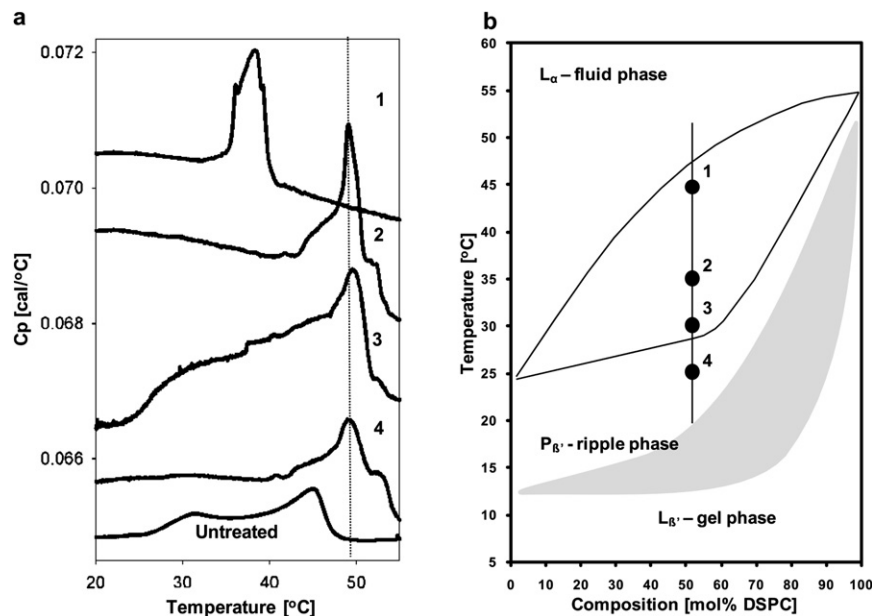 a
0.072
0.070
0.068
0.066
Cp [cal/°C]
1
2
3
4
Untreated
20 30 40 50
Temperature [°C]
b
60
55
50
45
40
35
30
25
20
15
10
5
Temperature [°C]
Lα – fluid phase
1
2
3
4
Pß' - ripple phase
Lß' – gel phase
0 10 20 30 40 50 60 70 80 90 100
Composition [mol% DSPC]